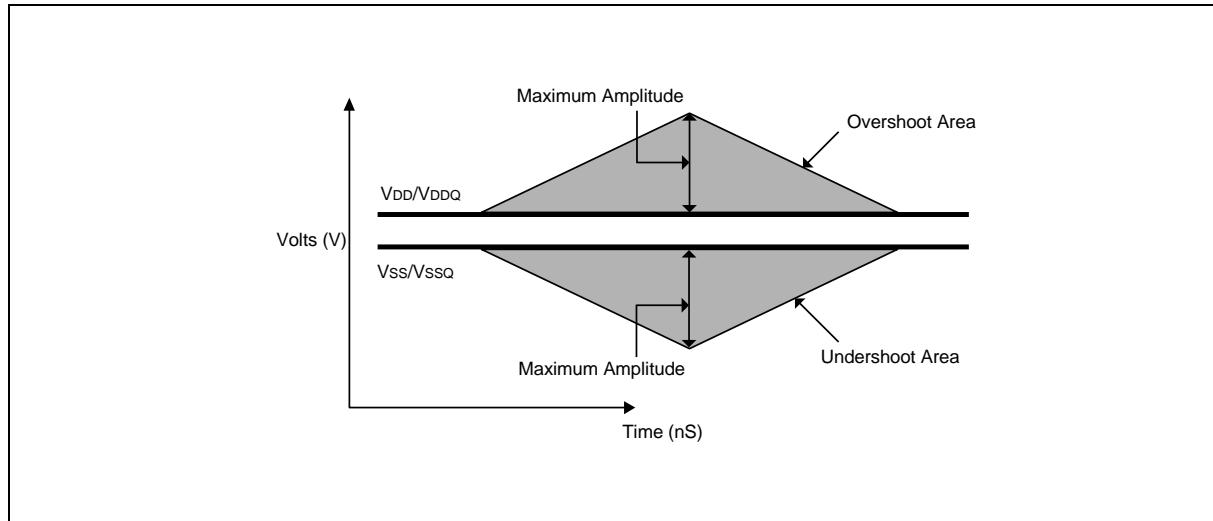 Maximum Amplitude
Overshoot Area
VDD/VDDQ
Volts (V)
VSS/VSSQ
Maximum Amplitude
Undershoot Area
Time (nS)